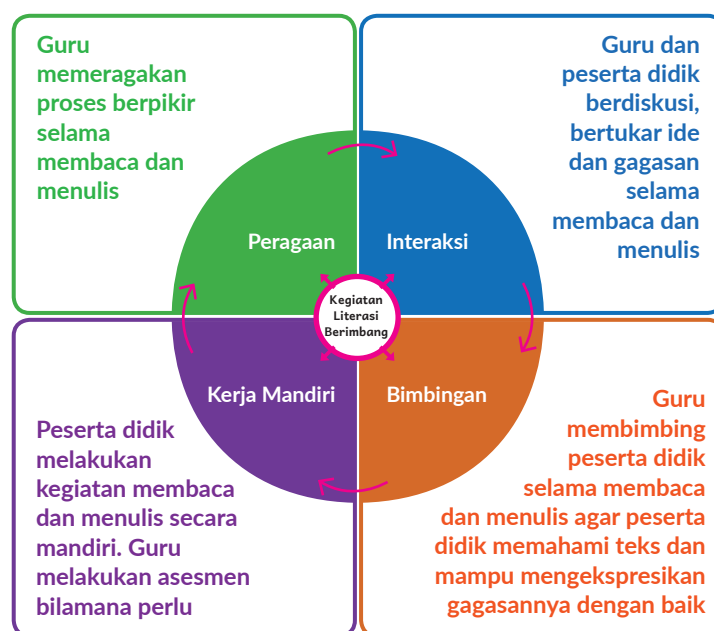 Guru
memeragakan
proses berpikir
selama
membaca dan
menulis
Guru dan
peserta didik
berdiskusi,
bertukar ide
dan gagasan
selama
membaca dan
menulis
Peragaan
Interaksi
Kegiatan
Literasi
Berimbang
Kerja Mandiri
Bimbingan
Peserta didik
melakukan
kegiatan membaca
dan menulis secara
mandiri. Guru
melakukan asesmen
bilamana perlu
Guru
membimbing
peserta didik
selama membaca
dan menulis agar peserta
didik memahami teks dan
mampu mengekspresikan
gagasannya dengan baik